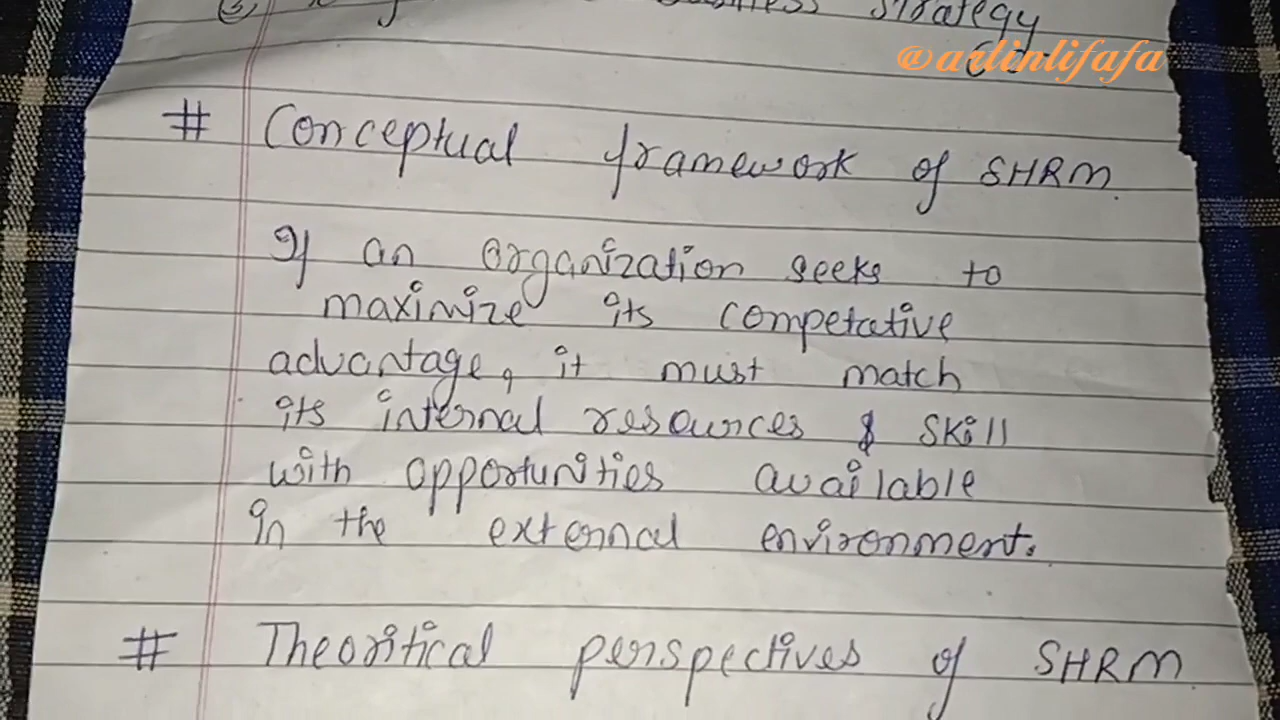 Strategy
@arlinlifafa
# Conceptual framework of SHRM
If an organization seeks to
maximize its competative
advantage, it must match
its internal resources & skill
with opportunities available
in the external environment.
# Theoritical perspectives of SHRM